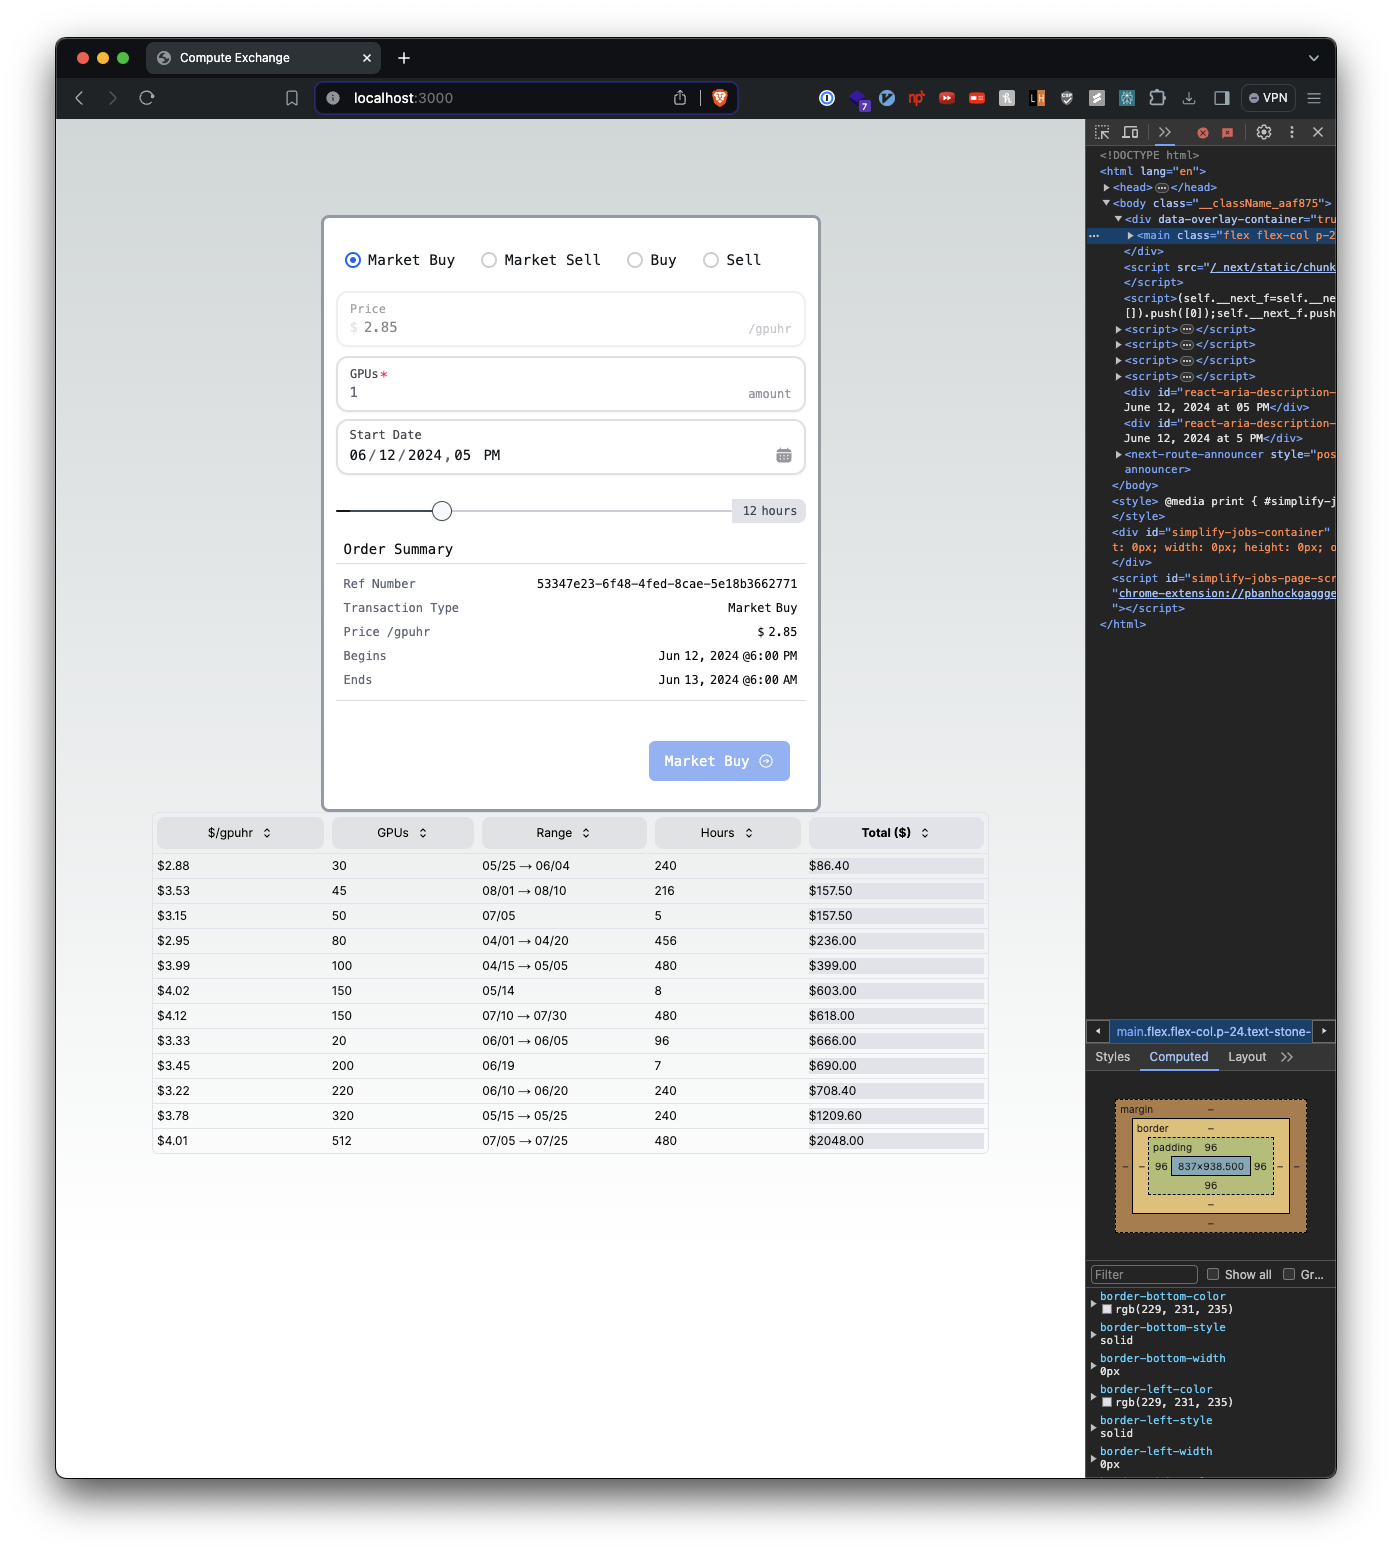 Compute Exchange
localhost:3000
7
VPN
Market Buy Market Sell Buy Sell
Price
$ 2.85 /gpuhr
GPUs*
1 amount
Start Date
06/12/2024, 05 PM
12 hours
Order Summary
Ref Number 53347e23-6f48-4fed-8cae-5e18b3662771
Transaction Type Market Buy
Price /gpuhr $ 2.85
Begins Jun 12, 2024 @6:00 PM
Ends Jun 13, 2024 @6:00 AM
Market Buy
$/gpuhr GPUs Range Hours Total ($)
$2.88 30 05/25 → 06/04 240 $86.40
$3.53 45 08/01 → 08/10 216 $157.50
$3.15 50 07/05 5 $157.50
$2.95 80 04/01 → 04/20 456 $236.00
$3.99 100 04/15 → 05/05 480 $399.00
$4.02 150 05/14 8 $603.00
$4.12 150 07/10 → 07/30 480 $618.00
$3.33 20 06/01 → 06/05 96 $666.00
$3.45 200 06/19 7 $690.00
$3.22 220 06/10 → 06/20 240 $708.40
$3.78 320 05/15 → 05/25 240 $1209.60
$4.01 512 07/05 → 07/25 480 $2048.00
<!DOCTYPE html>
<html lang="en">
<head> </head>
<body class="__className_aaf875">
<div data-overlay-container="tru
<main class="flex flex-col p-2
</div>
<script src="/_next/static/chunk
</script>
<script>(self.__next_f=self.__ne
[]).push([0]);self.__next_f.push
<script> </script>
<script> </script>
<script> </script>
<script> </script>
<div id="react-aria-description-
June 12, 2024 at 05 PM</div>
<div id="react-aria-description-
June 12, 2024 at 5 PM</div>
<next-route-announcer style="pos
announcer>
</body>
<style> @media print { #simplify-j
</style>
<div id="simplify-jobs-container"
t: 0px; width: 0px; height: 0px; o
</div>
<script id="simplify-jobs-page-scr
"chrome-extension://pbanhockgaggge
"></script>
</html>
main.flex.flex-col.p-24.text-stone-
Styles Computed Layout
margin –
border –
padding 96
– – 96 837×938.500 96 – –
96
–
–
Filter Show all Gr...
border-bottom-color
rgb(229, 231, 235)
border-bottom-style
solid
border-bottom-width
0px
border-left-color
rgb(229, 231, 235)
border-left-style
solid
border-left-width
0px